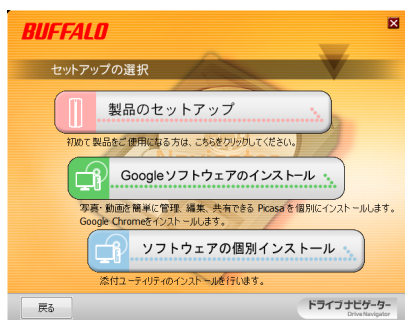 BUFFALO
セットアップの選択
製品のセットアップ
初めて製品をご使用になる方は、こちらをクリックしてください。
Googleソフトウェアのインストール
写真・動画を簡単に管理、編集、共有できる Picasa を個別にインストールします。
Google Chromeをインストールします。
ソフトウェアの個別インストール
添付ユーティリティのインストールを行います。
戻る
ドライブナビゲーター
Drive Navigator